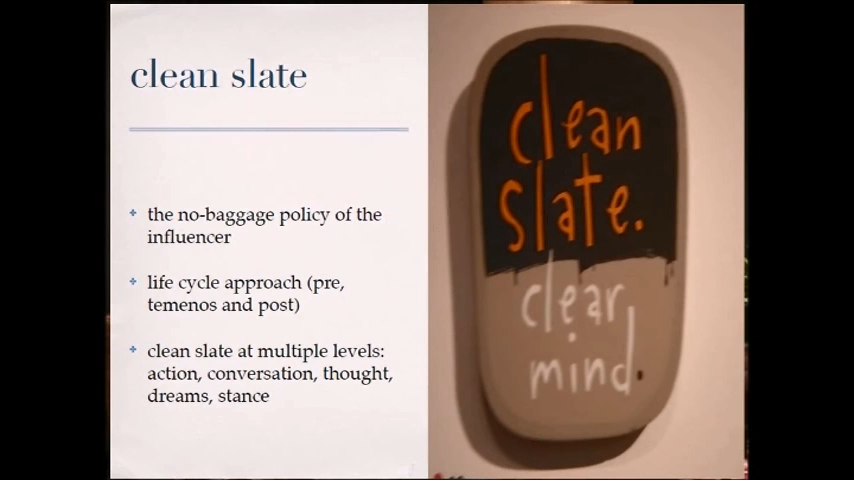 clean slate
the no-baggage policy of the
influencer
life cycle approach (pre,
temenos and post)
clean slate at multiple levels:
action, conversation, thought,
dreams, stance
clean
slate.
clear
mind.